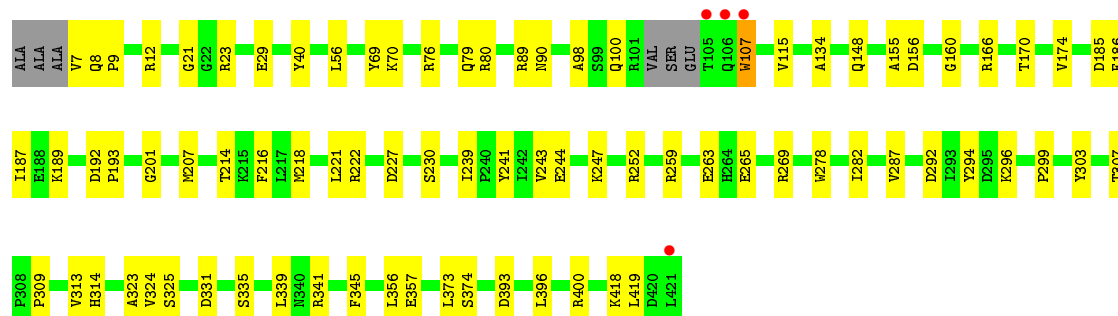 ALA ALA ALA V7 Q8 P9 R12 G21 G22 R23 E29 Y40 L56 Y69 K70 R76 Q79 R80 R89 N90 A98 S99 Q100 R101 VAL SER GLU T105 Q106 W107 V115 A134 Q148 A155 D156 G160 R166 T170 V174 D185
I187 E188 K189 D192 P193 G201 M207 T214 K215 F216 L217 M218 L221 R222 D227 S230 I239 P240 Y241 I242 V243 E244 K247 R252 R259 E263 H264 E265 R269 W278 I282 V287 D292 I293 Y294 D295 K296 P299 Y303 T307
P308 P309 V313 H314 A323 V324 S325 D331 S335 L339 N340 R341 F345 L356 E357 L373 S374 D393 L396 R400 K418 L419 D420 L421